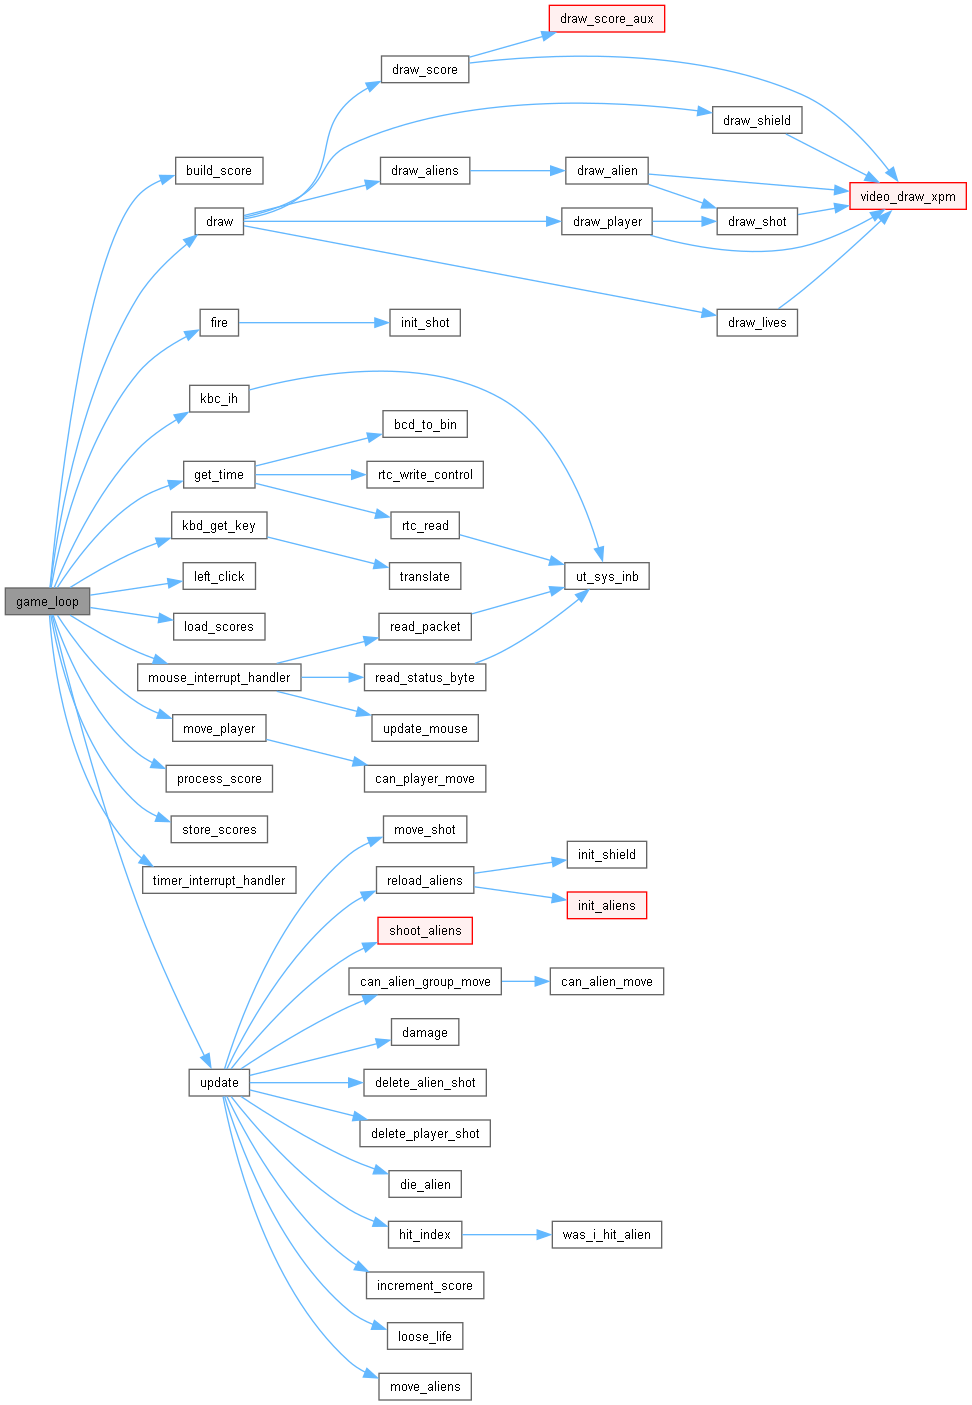 draw_score_aux
draw_score
draw_shield
build_score
draw_aliens
draw_alien
video_draw_xpm
draw
draw_player
draw_shot
fire
init_shot
draw_lives
kbc_ih
bcd_to_bin
get_time
rtc_write_control
kbd_get_key
rtc_read
left_click
translate
ut_sys_inb
game_loop
load_scores
read_packet
mouse_interrupt_handler
read_status_byte
move_player
update_mouse
process_score
can_player_move
store_scores
move_shot
init_shield
timer_interrupt_handler
reload_aliens
init_aliens
shoot_aliens
can_alien_group_move
can_alien_move
damage
update
delete_alien_shot
delete_player_shot
die_alien
hit_index
was_i_hit_alien
increment_score
loose_life
move_aliens